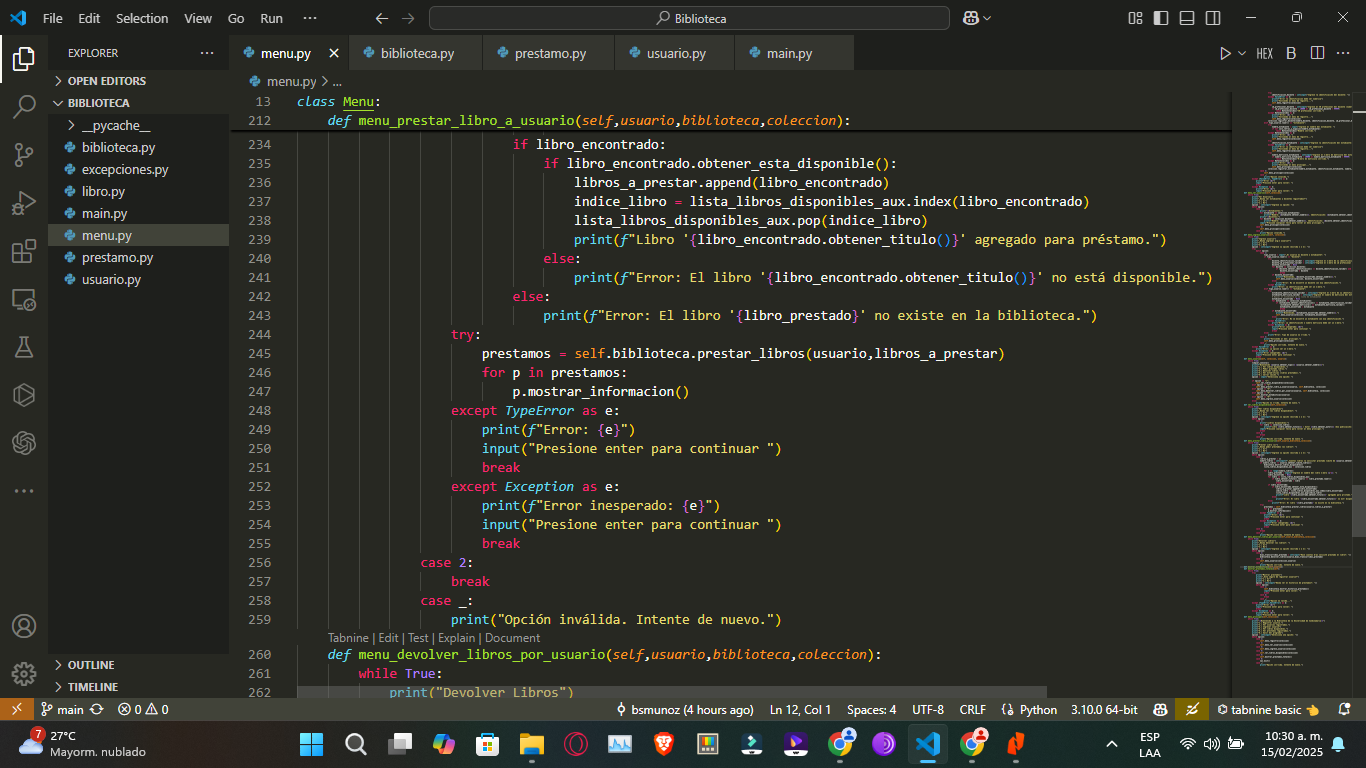 File Edit Selection View Go Run ··· Biblioteca
EXPLORER ···
menu.py biblioteca.py prestamo.py usuario.py main.py
HEX B ···
OPEN EDITORS
BIBLIOTECA
__pycache__
biblioteca.py
excepciones.py
libro.py
main.py
menu.py
prestamo.py
usuario.py
OUTLINE
TIMELINE
menu.py > ...
13 class Menu:
212 def menu_prestar_libro_a_usuario(self,usuario,biblioteca,coleccion):
234 if libro_encontrado:
235 if libro_encontrado.obtener_esta_disponible():
236 libros_a_prestar.append(libro_encontrado)
237 indice_libro = lista_libros_disponibles_aux.index(libro_encontrado)
238 lista_libros_disponibles_aux.pop(indice_libro)
239 print(f"Libro '{libro_encontrado.obtener_titulo()}' agregado para préstamo.")
240 else:
241 print(f"Error: El libro '{libro_encontrado.obtener_titulo()}' no está disponible.")
242 else:
243 print(f"Error: El libro '{libro_prestado}' no existe en la biblioteca.")
244 try:
245 prestamos = self.biblioteca.prestar_libros(usuario,libros_a_prestar)
246 for p in prestamos:
247 p.mostrar_informacion()
248 except TypeError as e:
249 print(f"Error: {e}")
250 input("Presione enter para continuar ")
251 break
252 except Exception as e:
253 print(f"Error inesperado: {e}")
254 input("Presione enter para continuar ")
255 break
256 case 2:
257 break
258 case _:
259 print("Opción inválida. Intente de nuevo.")
Tabnine | Edit | Test | Explain | Document
260 def menu_devolver_libros_por_usuario(self,usuario,biblioteca,coleccion):
261 while True:
262 print("Devolver Libros")
main 0 0 bsmunoz (4 hours ago) Ln 12, Col 1 Spaces: 4 UTF-8 CRLF Python 3.10.0 64-bit tabnine basic
7
27°C
Mayorm. nublado
ESP
LAA
10:30 a. m.
15/02/2025